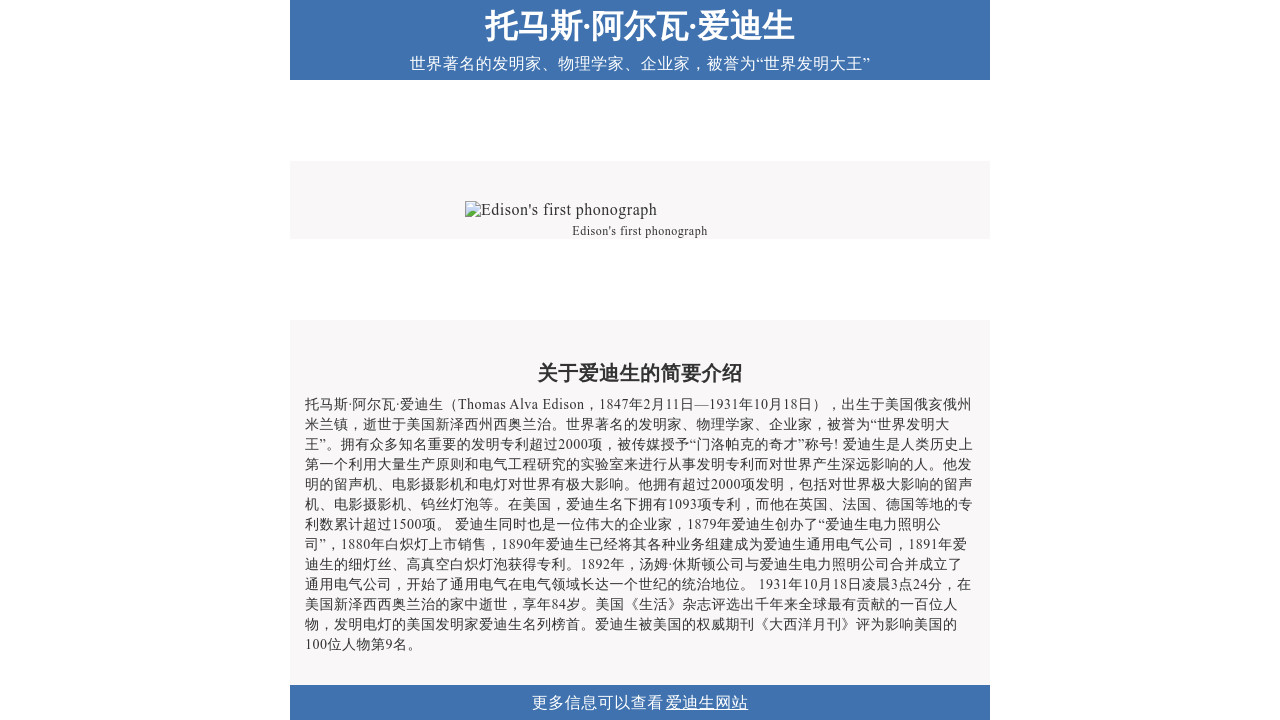 托马斯·阿尔瓦·爱迪生
世界著名的发明家、物理学家、企业家，被誉为“世界发明大王”
Edison's first phonograph
Edison's first phonograph
关于爱迪生的简要介绍
托马斯·阿尔瓦·爱迪生（Thomas Alva Edison，1847年2月11日—1931年10月18日），出生于美国俄亥俄州
米兰镇，逝世于美国新泽西州西奥兰治。世界著名的发明家、物理学家、企业家，被誉为“世界发明大
王”。拥有众多知名重要的发明专利超过2000项，被传媒授予“门洛帕克的奇才”称号! 爱迪生是人类历史上
第一个利用大量生产原则和电气工程研究的实验室来进行从事发明专利而对世界产生深远影响的人。他发
明的留声机、电影摄影机和电灯对世界有极大影响。他拥有超过2000项发明，包括对世界极大影响的留声
机、电影摄影机、钨丝灯泡等。在美国，爱迪生名下拥有1093项专利，而他在英国、法国、德国等地的专
利数累计超过1500项。 爱迪生同时也是一位伟大的企业家，1879年爱迪生创办了“爱迪生电力照明公
司”，1880年白炽灯上市销售，1890年爱迪生已经将其各种业务组建成为爱迪生通用电气公司，1891年爱
迪生的细灯丝、高真空白炽灯泡获得专利。1892年，汤姆·休斯顿公司与爱迪生电力照明公司合并成立了
通用电气公司，开始了通用电气在电气领域长达一个世纪的统治地位。 1931年10月18日凌晨3点24分，在
美国新泽西西奥兰治的家中逝世，享年84岁。美国《生活》杂志评选出千年来全球最有贡献的一百位人
物，发明电灯的美国发明家爱迪生名列榜首。爱迪生被美国的权威期刊《大西洋月刊》评为影响美国的
100位人物第9名。
更多信息可以查看 爱迪生网站